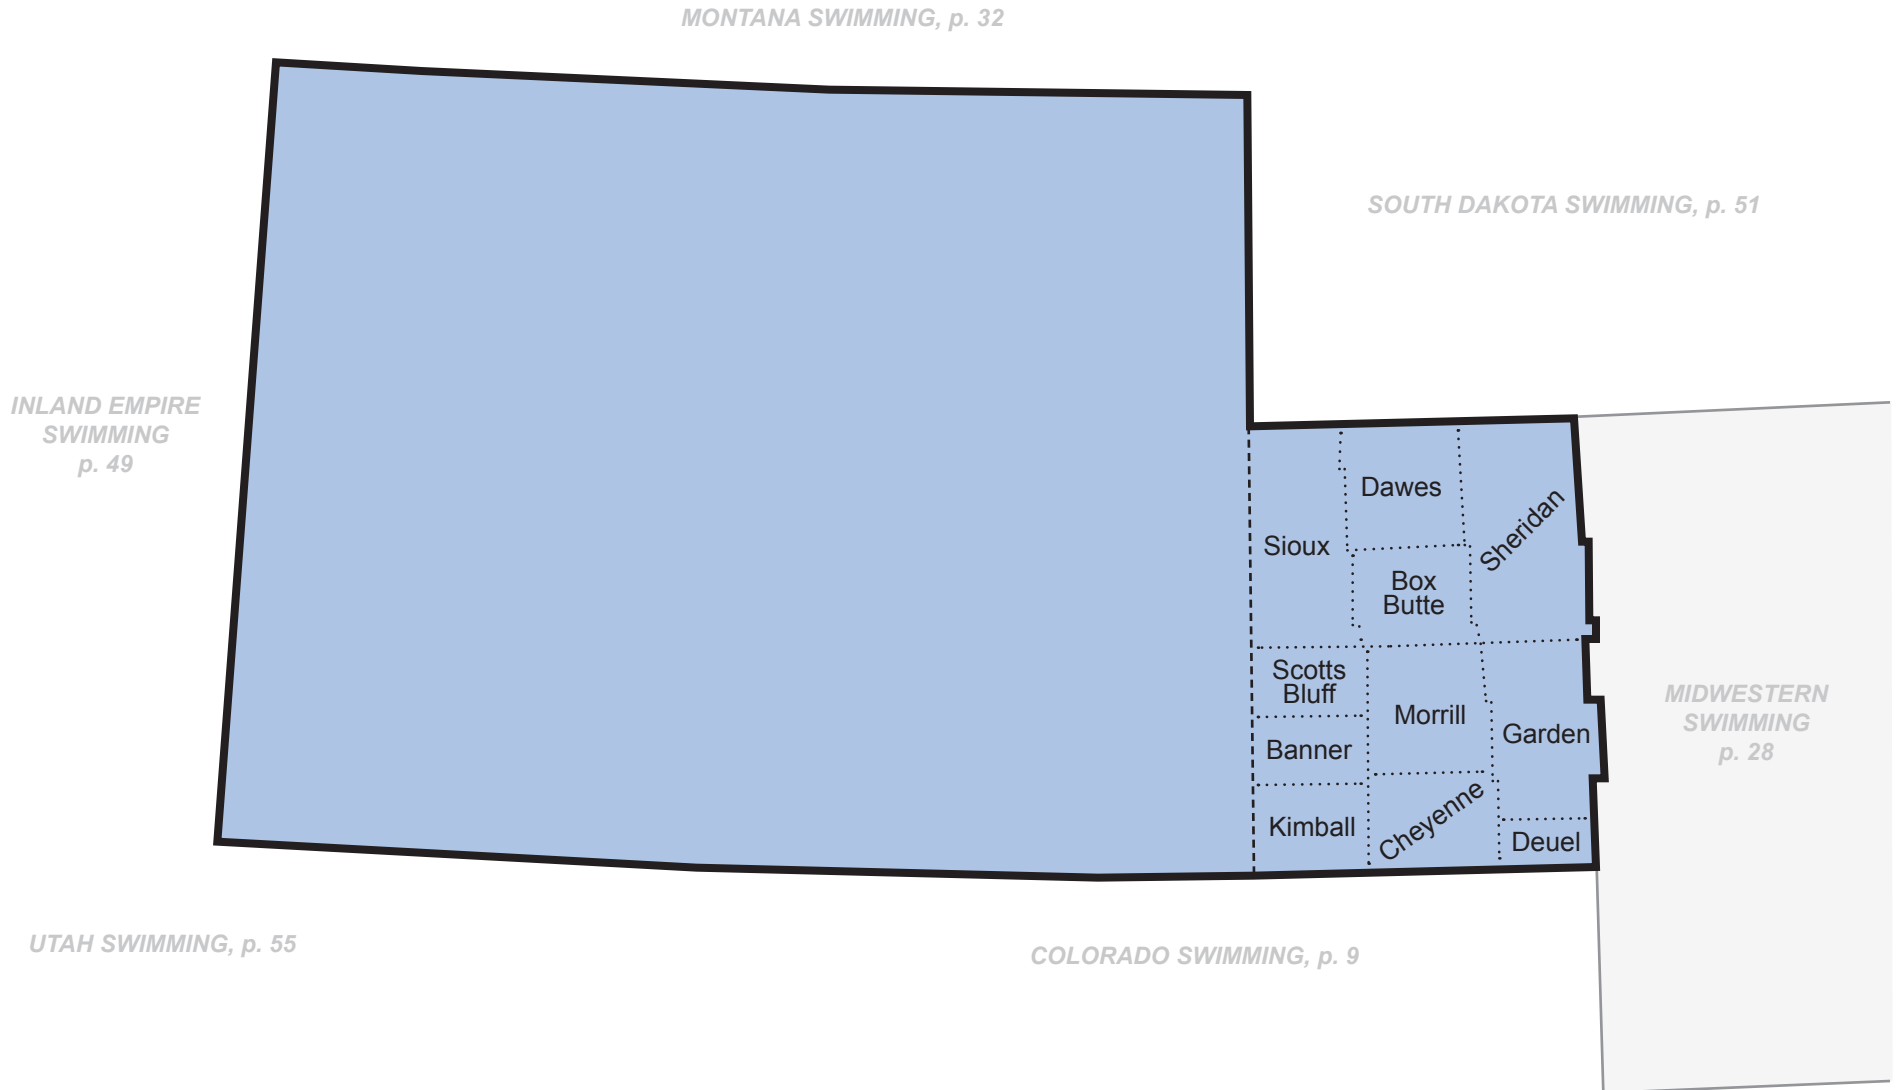 MONTANA SWIMMING, p. 32
SOUTH DAKOTA SWIMMING, p. 51
INLAND EMPIRE
SWIMMING
p. 49
Dawes
Sheridan
Sioux
Box
Butte
Scotts
Bluff
Morrill
Garden
Banner
Kimball
Cheyenne
Deuel
MIDWESTERN
SWIMMING
p. 28
UTAH SWIMMING, p. 55
COLORADO SWIMMING, p. 9